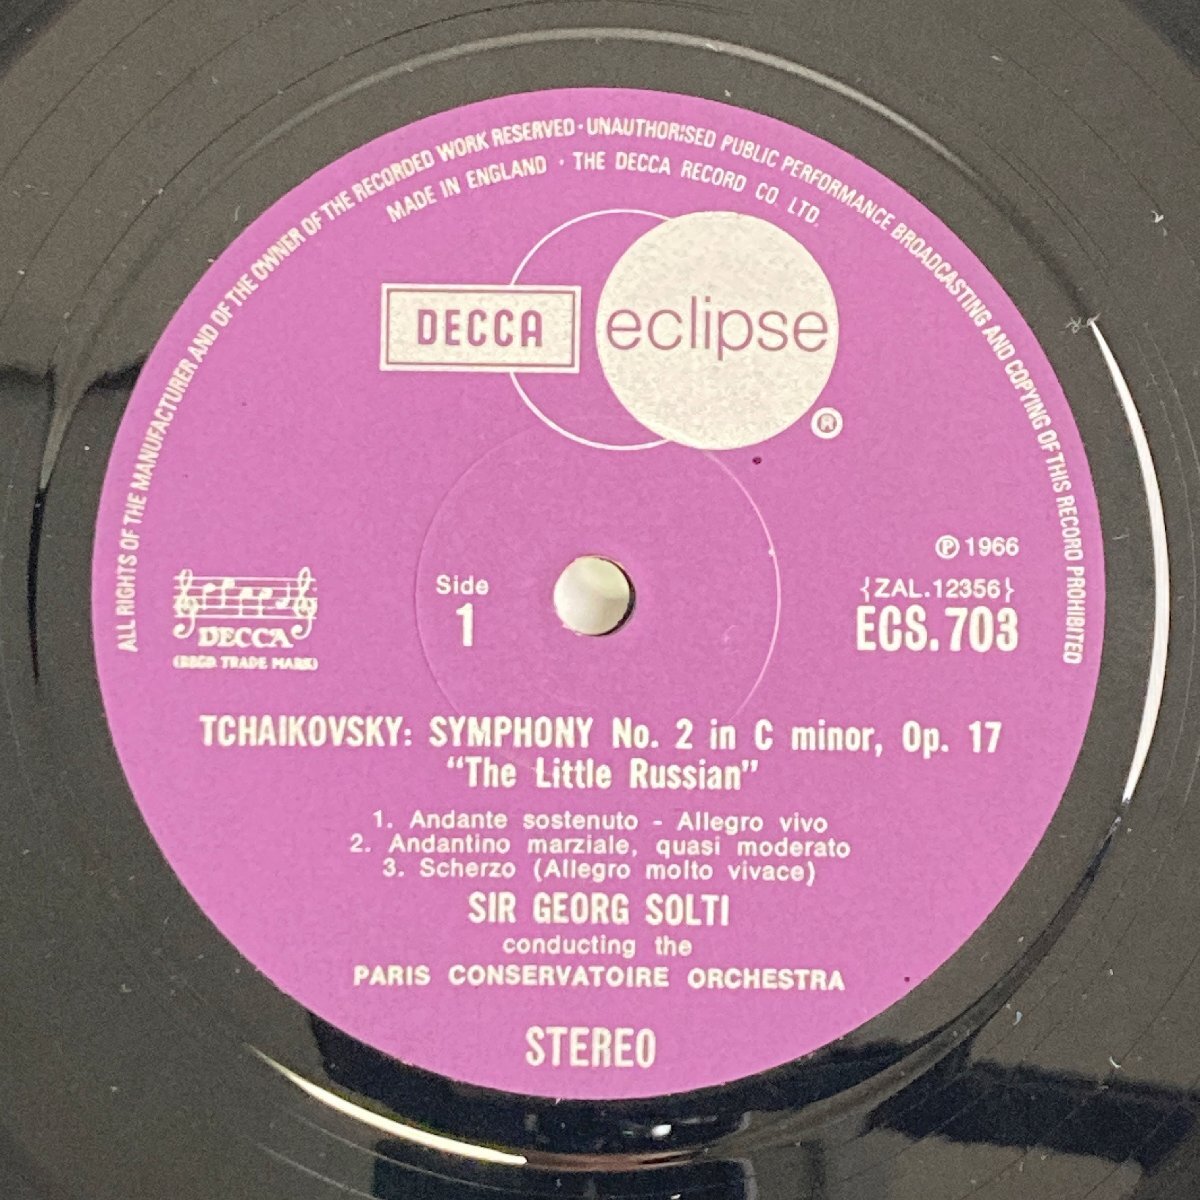 ALL RIGHTS OF THE MANUFACTURER AND OF THE OWNER OF THE RECORDED WORK RESERVED · UNAUTHORISED PUBLIC PERFORMANCE BROADCASTING AND COPYING OF THIS RECORD PROHIBITED
MADE IN ENGLAND · THE DECCA RECORD CO. LTD.
DECCA eclipse
®
℗ 1966
{ZAL.12356}
ECS.703
Side
1
DECCA
(REGD. TRADE MARK)
TCHAIKOVSKY: SYMPHONY No. 2 in C minor, Op. 17
“The Little Russian”
1. Andante sostenuto - Allegro vivo
2. Andantino marziale, quasi moderato
3. Scherzo (Allegro molto vivace)
SIR GEORG SOLTI
conducting the
PARIS CONSERVATOIRE ORCHESTRA
STEREO